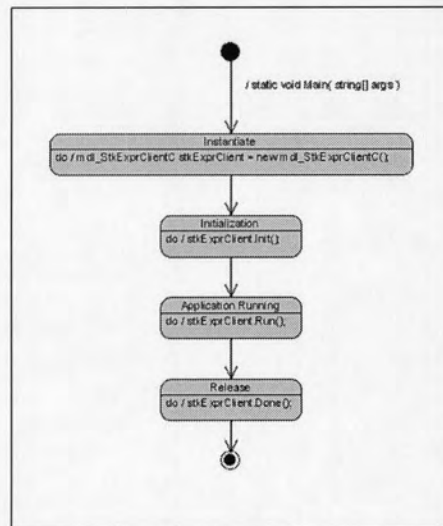 / static void Main( string[] args )
Instantiate
do / mdl_StkExprClientC stkExprClient = new mdl_StkExprClientC();
Initialization
do / stkExprClient.Init();
Application Running
do / stkExprClient.Run();
Release
do / stkExprClient.Done();